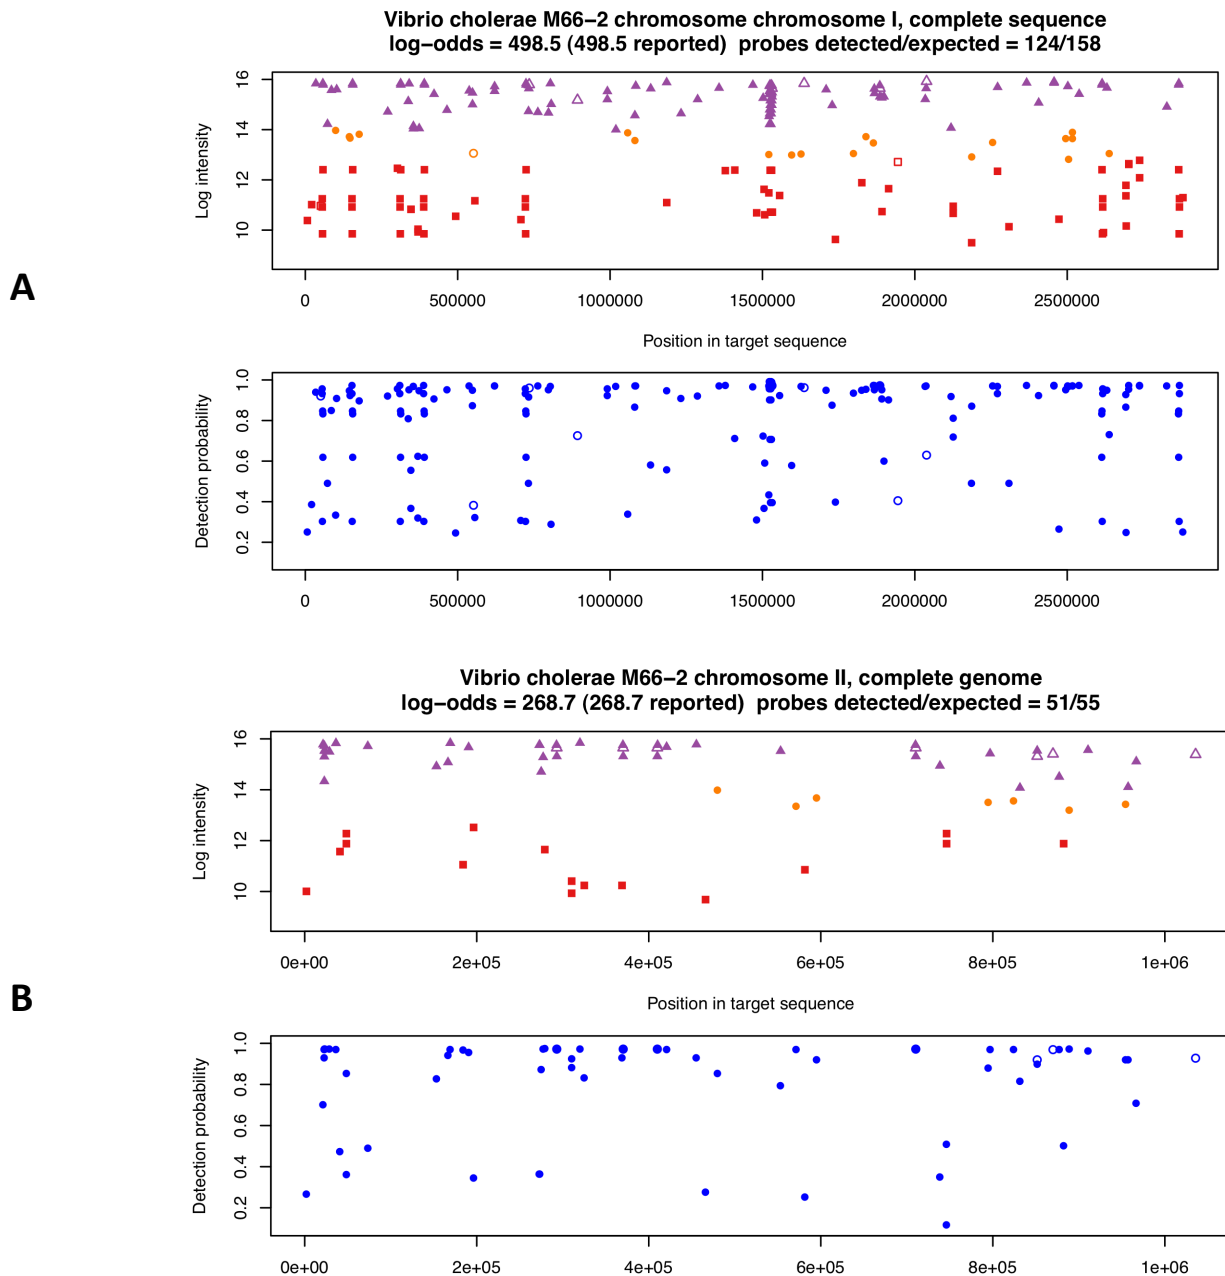 Vibrio cholerae M66−2 chromosome chromosome I, complete sequence
log−odds = 498.5 (498.5 reported)  probes detected/expected = 124/158
Log intensity
16
14
12
10
0 500000 1000000 1500000 2000000 2500000
Position in target sequence
A
Detection probability
1.0
0.8
0.6
0.4
0.2
0 500000 1000000 1500000 2000000 2500000
Vibrio cholerae M66−2 chromosome II, complete genome
log−odds = 268.7 (268.7 reported)  probes detected/expected = 51/55
Log intensity
16
14
12
10
0e+00 2e+05 4e+05 6e+05 8e+05 1e+06
Position in target sequence
B
Detection probability
1.0
0.8
0.6
0.4
0.2
0e+00 2e+05 4e+05 6e+05 8e+05 1e+06